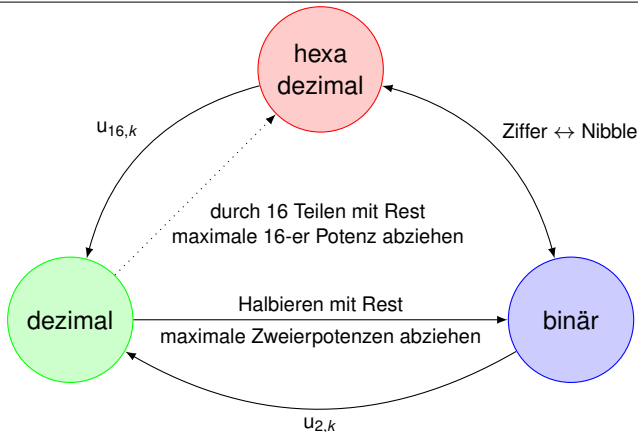 hexa
dezimal
u16,k
Ziffer ↔ Nibble
durch 16 Teilen mit Rest
maximale 16-er Potenz abziehen
dezimal
Halbieren mit Rest
maximale Zweierpotenzen abziehen
binär
u2,k